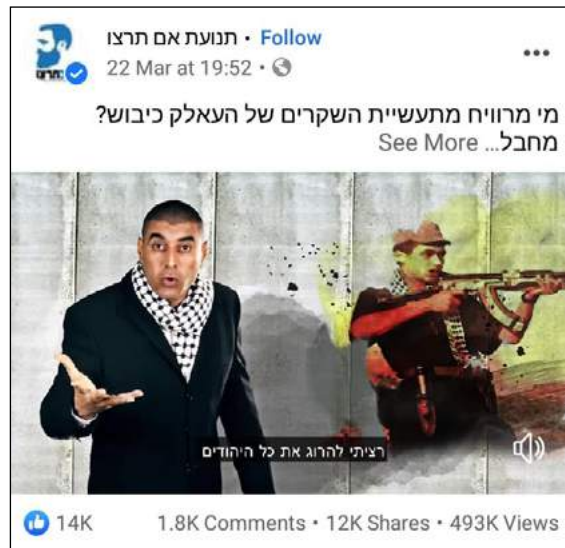 תנועת אם תרצו · Follow
22 Mar at 19:52 ·
מי מרוויח מתעשיית השקרים של העאלק כיבוש?
מחבל... See More
רציתי להרוג את כל היהודים
14K 1.8K Comments · 12K Shares · 493K Views